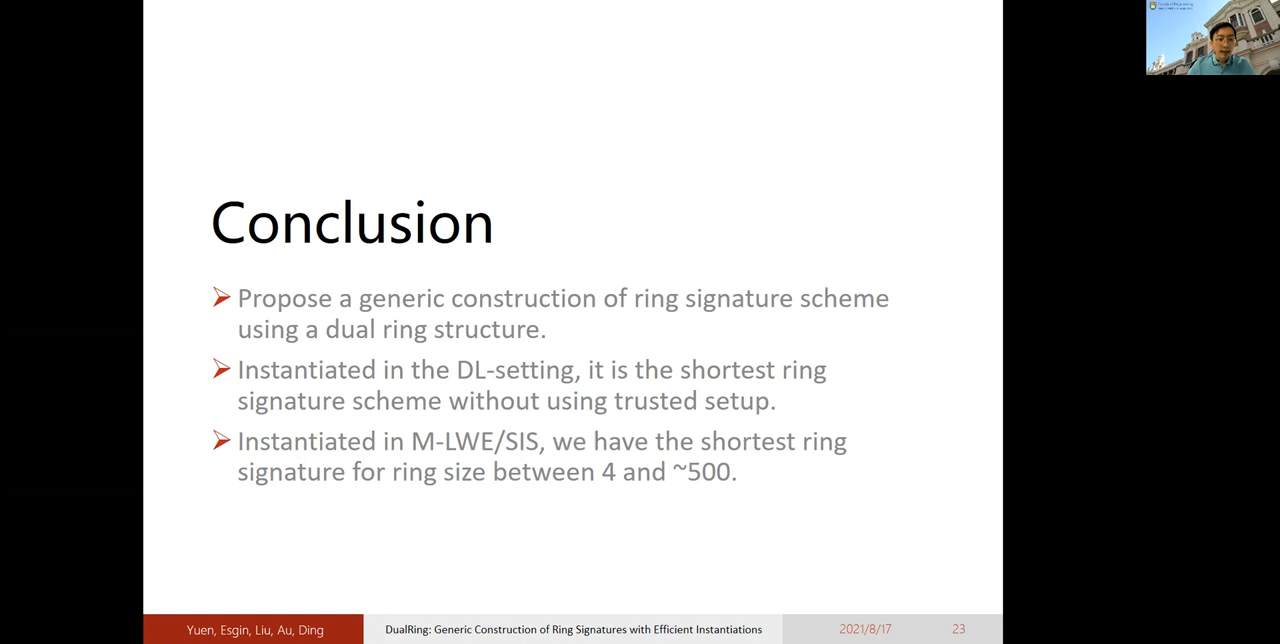 Conclusion
Propose a generic construction of ring signature scheme
using a dual ring structure.
Instantiated in the DL-setting, it is the shortest ring
signature scheme without using trusted setup.
Instantiated in M-LWE/SIS, we have the shortest ring
signature for ring size between 4 and ~500.
Yuen, Esgin, Liu, Au, Ding
DualRing: Generic Construction of Ring Signatures with Efficient Instantiations
2021/8/17
23